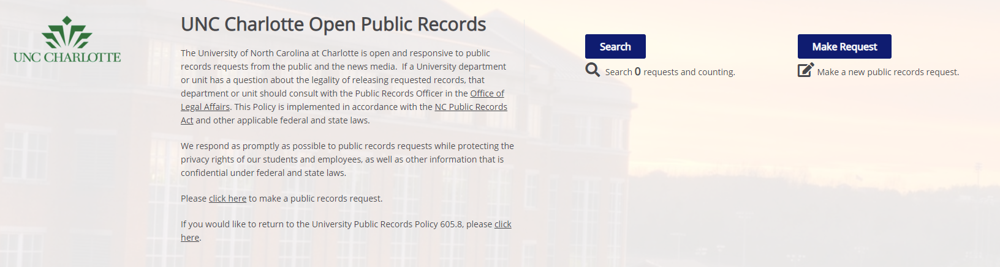 UNC CHARLOTTE
UNC Charlotte Open Public Records
The University of North Carolina at Charlotte is open and responsive to public
records requests from the public and the news media.  If a University department
or unit has a question about the legality of releasing requested records, that
department or unit should consult with the Public Records Officer in the Office of
Legal Affairs. This Policy is implemented in accordance with the NC Public Records
Act and other applicable federal and state laws.
We respond as promptly as possible to public records requests while protecting the
privacy rights of our students and employees, as well as other information that is
confidential under federal and state laws.
Please click here to make a public records request.
If you would like to return to the University Public Records Policy 605.8, please click
here.
Search
Search 0 requests and counting.
Make Request
Make a new public records request.